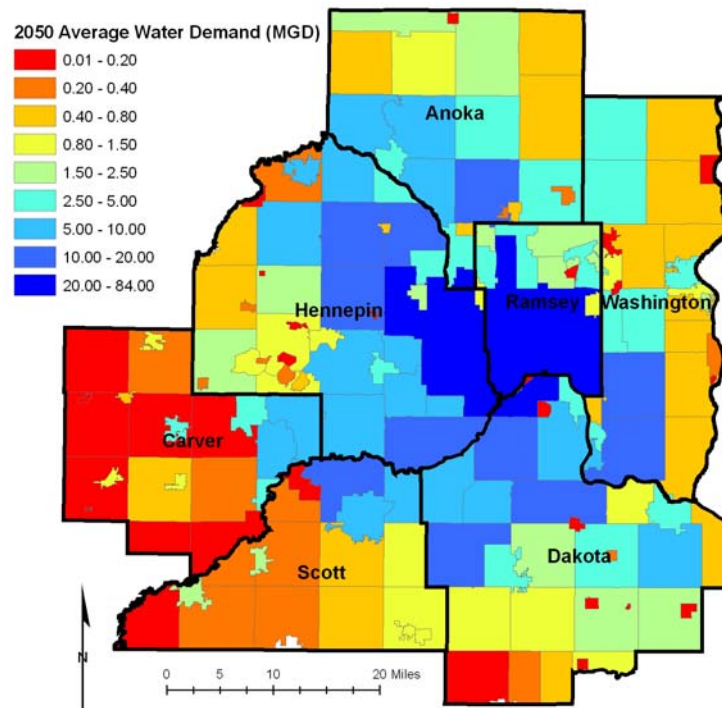 2050 Average Water Demand (MGD)
0.01 - 0.20
0.20 - 0.40
0.40 - 0.80
0.80 - 1.50
1.50 - 2.50
2.50 - 5.00
5.00 - 10.00
10.00 - 20.00
20.00 - 84.00
Anoka
Hennepin
Ramsey
Washington
Carver
Scott
Dakota
N
0 5 10 20 Miles